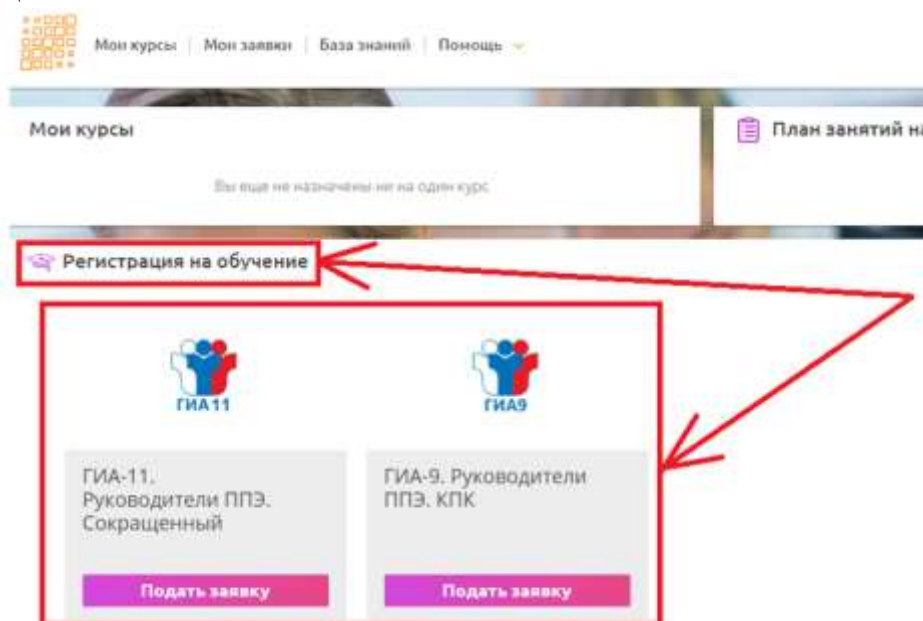 Мои курсы | Мои заявки | База знаний | Помощь
Мои курсы
План занятий на
Вы еще не назначены ни на один курс
Регистрация на обучение
ГИА11
ГИА9
ГИА-11.
Руководители ППЭ.
Сокращенный
ГИА-9. Руководители
ППЭ. КПК
Подать заявку
Подать заявку